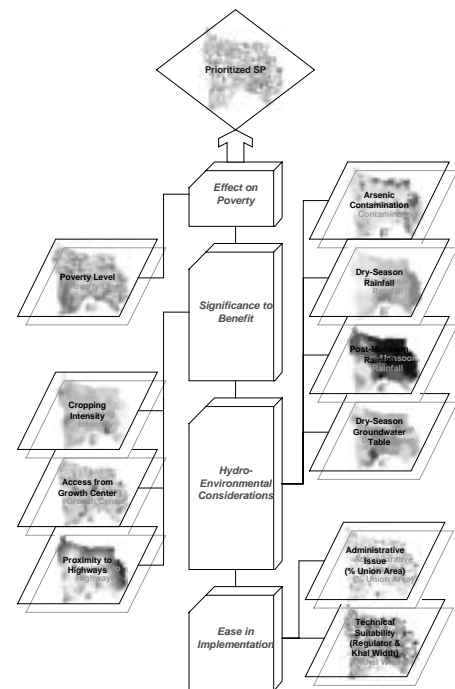 Prioritized SP
Effect on
Poverty
Arsenic
Contamination
Poverty Level
Dry-Season
Rainfall
Significance to
Benefit
Post-Monsoon
Rainfall
Cropping
Intensity
Dry-Season
Groundwater
Table
Access from
Growth Center
Hydro-
Environmental
Considerations
Proximity to
Highways
Administrative
Issue
(% Union Area)
Ease in
Implementation
Technical
Suitability
(Regulator &
Khal Width)